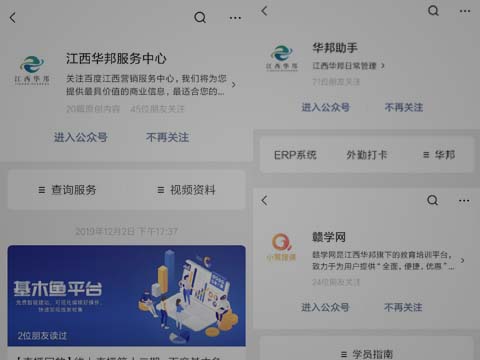 江西华邦
江西华邦服务中心
关注百度江西营销服务中心，我们将为您
提供最具价值的商业信息，最适合您的...
20篇原创内容 45位朋友关注
进入公众号 不再关注
查询服务 视频资料
2019年12月2日 下午17:37
基木鱼平台
2位朋友读过
江西华邦
华邦助手
江西华邦日常管理
71位朋友关注
进入公众号 不再关注
ERP系统 外勤打卡 华邦
赣学网
赣学网是江西华邦旗下的教育培训平台，
致力于为用户提供“全面，便捷，优惠”...
24位朋友关注
进入公众号 不再关注
学员指南